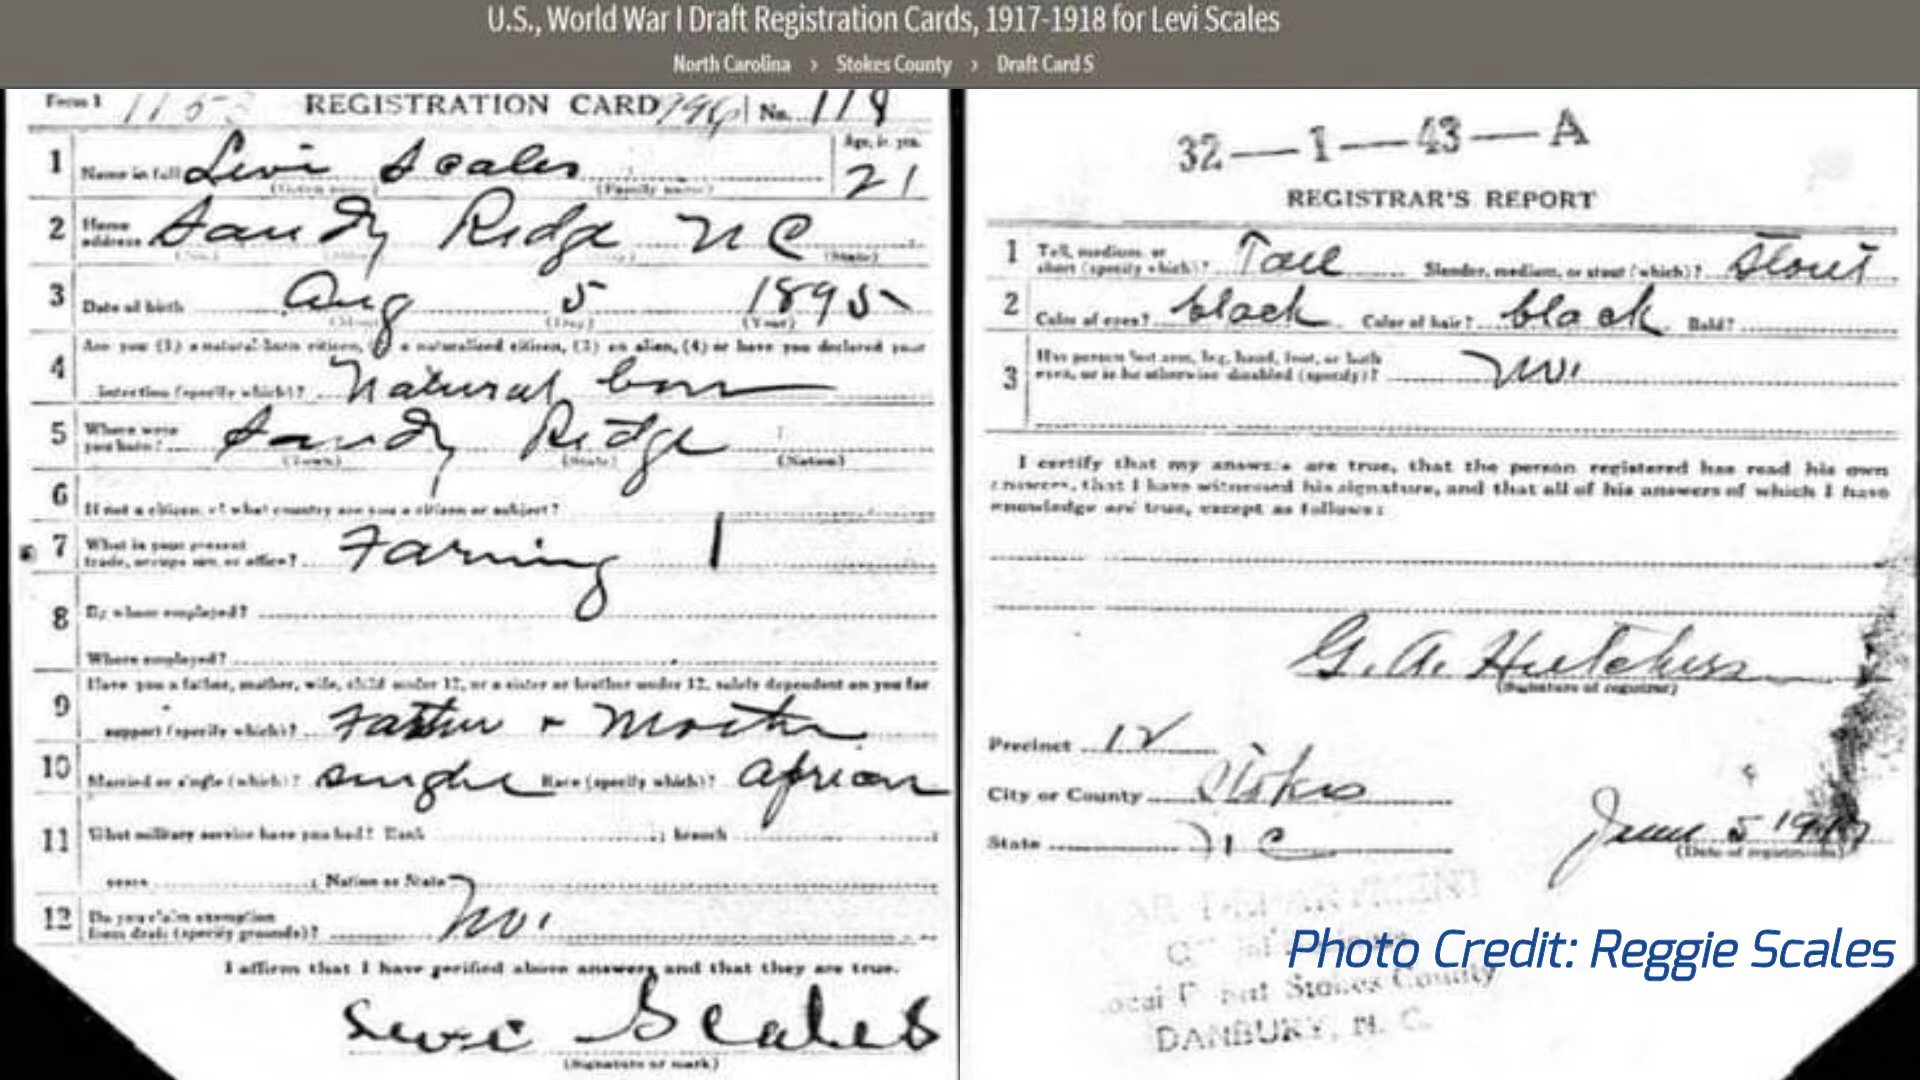 U.S., World War I Draft Registration Cards, 1917-1918 for Levi Scales
North Carolina › Stokes County › Draft Card S
Form 1 REGISTRATION CARD No. 119
1 Name in full Levi Scales Age, in yrs. 21
(Given name) (Family name)
2 Home address Sandy Ridge N C
(State)
3 Date of birth Aug 5 1895
(Month) (Day) (Year)
4 Are you (1) a natural-born citizen, (2) a naturalized citizen, (3) an alien, (4) or have you declared your
intention (specify which)? Natural born
5 Where were you born? Sandy Ridge
(Town) (State) (Nation)
6 If not a citizen, of what country are you a citizen or subject?
7 What is your present trade, occupation, or office? Farming 1
8 By whom employed?
Where employed?
9 Have you a father, mother, wife, child under 12, or a sister or brother under 12, solely dependent on you for
support (specify which)? Father + Mother
10 Married or single (which)? single Race (specify which)? African
11 What military service have you had? Rank ; branch ;
years ; Nation or State
12 Do you claim exemption from draft (specify grounds)? No.
I affirm that I have verified above answers and that they are true.
Levi Scales
(Signature or mark)
32—1—43—A
REGISTRAR'S REPORT
1 Tall, medium, or short (specify which)? Tall Slender, medium, or stout (which)? Stout
2 Color of eyes? black Color of hair? black Bald?
3 Has person lost arm, leg, hand, foot, or both
eyes, or is he otherwise disabled (specify)? No.
I certify that my answers are true, that the person registered has read his own
answers, that I have witnessed his signature, and that all of his answers of which I have
knowledge are true, except as follows:
G. A. Hutchens
(Signature of registrar)
Precinct 12
City or County Stokes
State N C
June 5 1917
(Date of registration)
DEPARTMENT
Stokes County
DANBURY, N. C.
Photo Credit: Reggie Scales